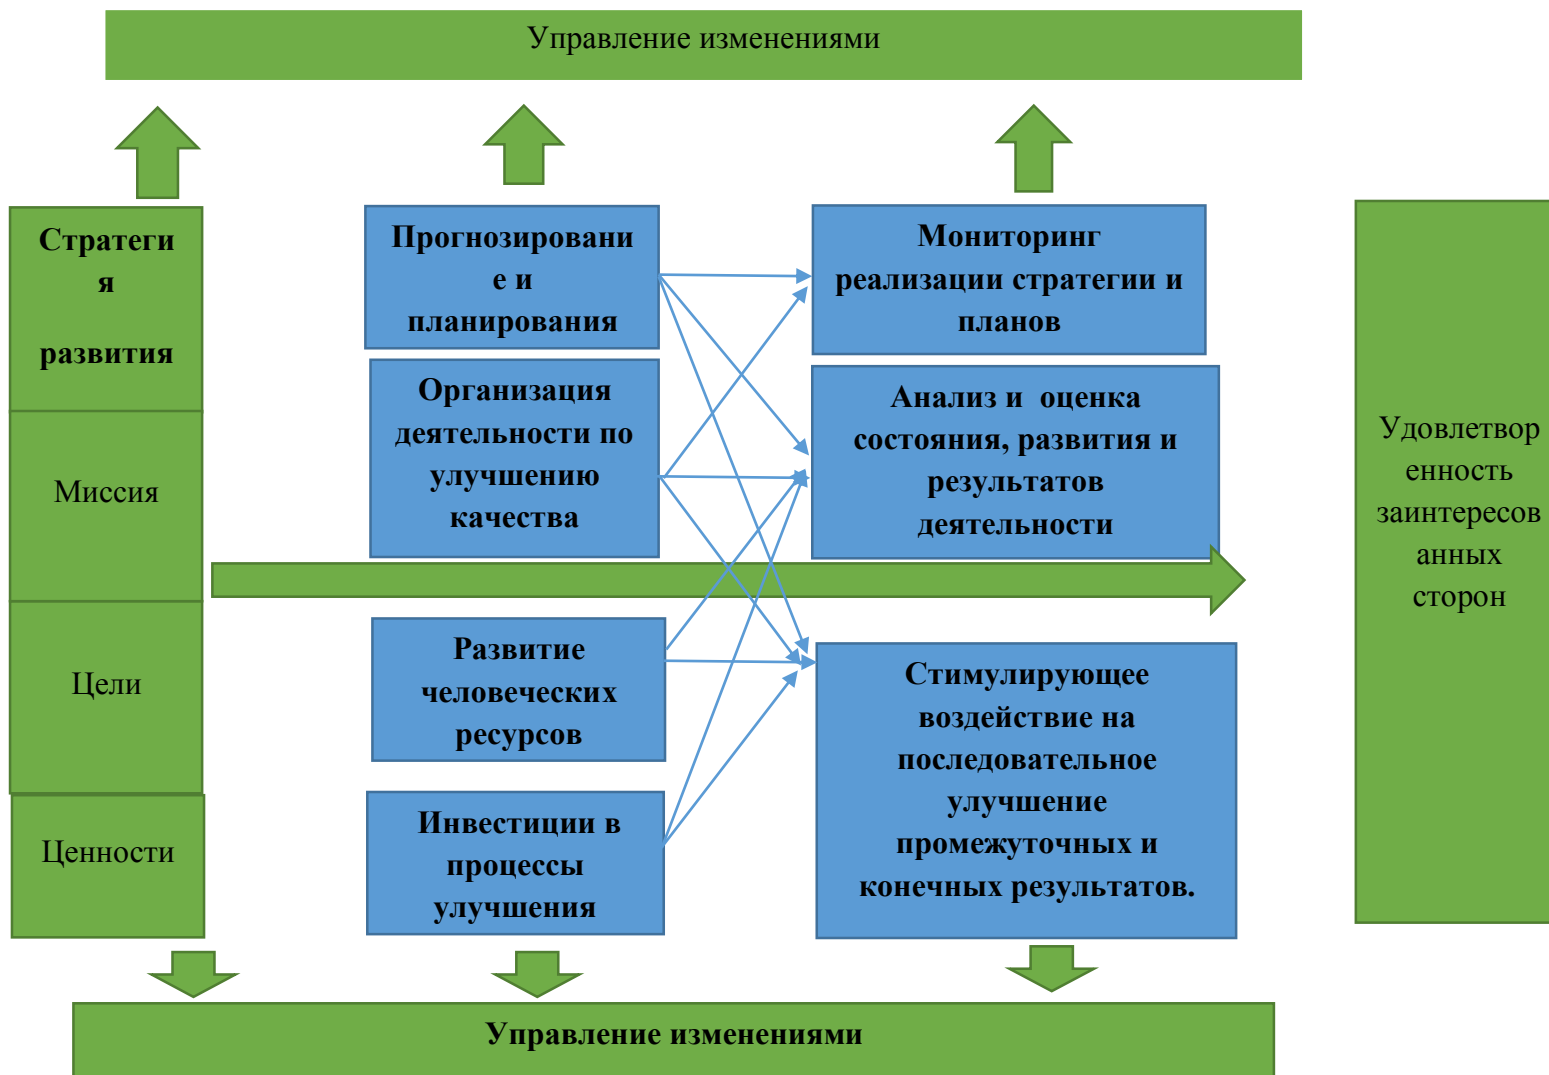 Управление изменениями
Стратеги
я
развития
Миссия
Цели
Ценности
Прогнозировани
е и
планирования
Организация
деятельности по
улучшению
качества
Развитие
человеческих
ресурсов
Инвестиции в
процессы
улучшения
Мониторинг
реализации стратегии и
планов
Анализ и  оценка
состояния, развития и
результатов
деятельности
Стимулирующее
воздействие на
последовательное
улучшение
промежуточных и
конечных результатов.
Удовлетвор
енность
заинтересов
анных
сторон
Управление изменениями